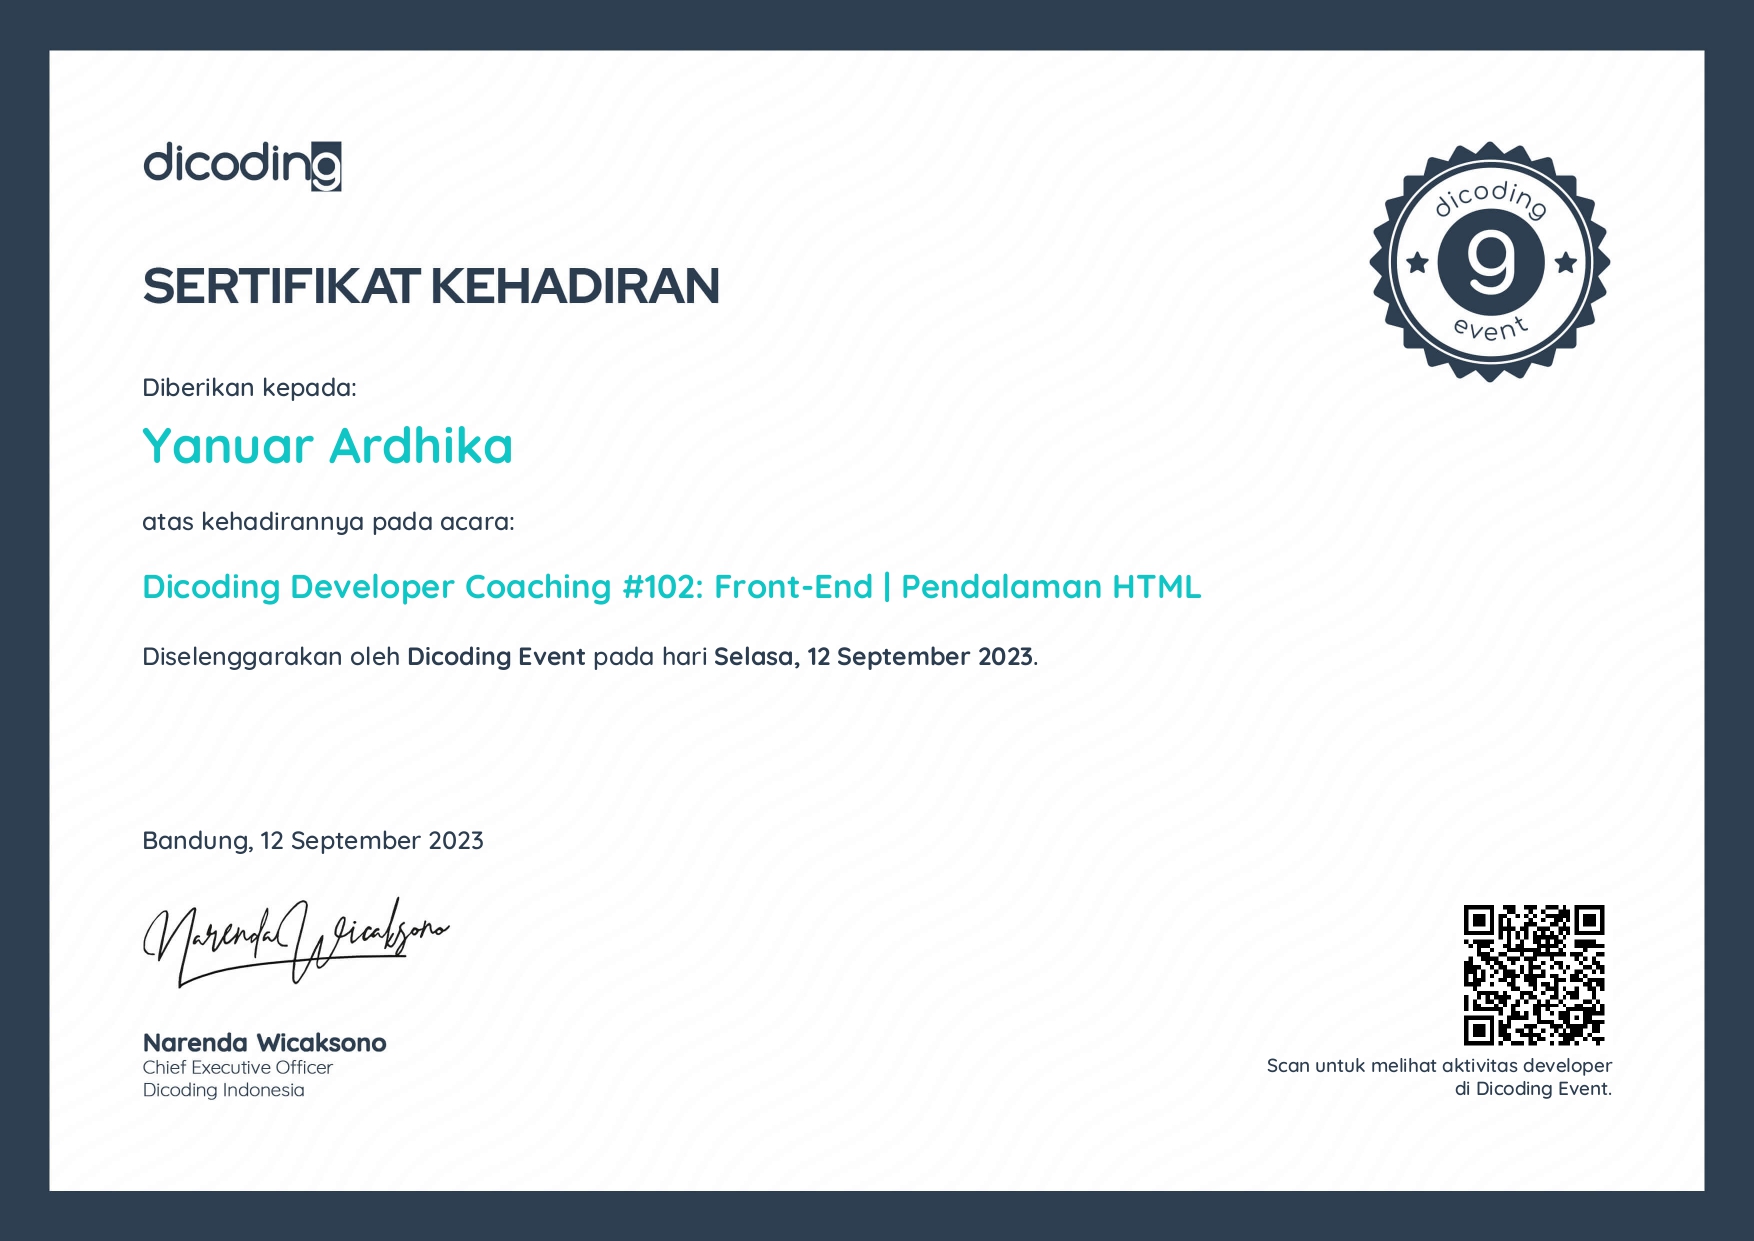 dicoding
SERTIFIKAT KEHADIRAN
dicoding
g
event
Diberikan kepada:
Yanuar Ardhika
atas kehadirannya pada acara:
Dicoding Developer Coaching #102: Front-End | Pendalaman HTML
Diselenggarakan oleh Dicoding Event pada hari Selasa, 12 September 2023.
Bandung, 12 September 2023
Narenda Wicaksono
Narenda Wicaksono
Chief Executive Officer
Dicoding Indonesia
Scan untuk melihat aktivitas developer
di Dicoding Event.